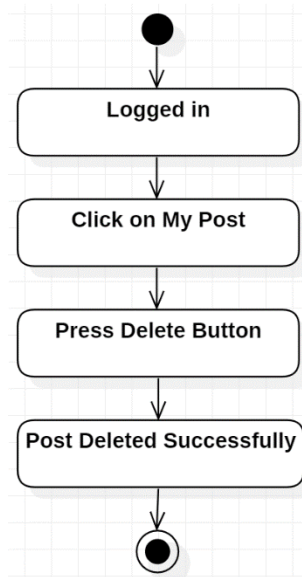 Logged in
Click on My Post
Press Delete Button
Post Deleted Successfully